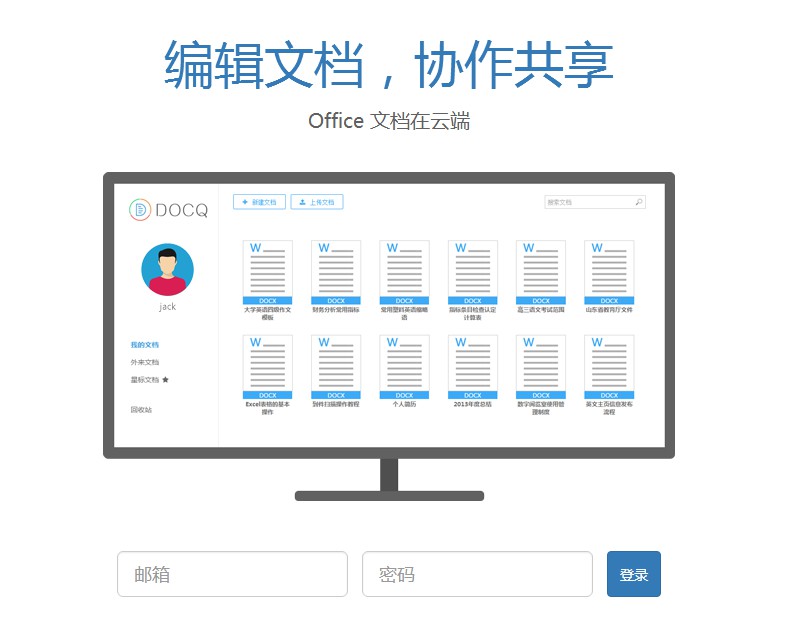 编辑文档，协作共享
Office 文档在云端
DOCQ
新建文档
上传文档
搜索文档
jack
我的文档
外来文档
星标文档
回收站
W W W W W W
DOCX DOCX DOCX DOCX DOCX DOCX
大学英语四级作文
模板
财务分析常用指标
常用塑料英语缩略
语
指标条目检查认定
计算表
高三语文考试范围
山东省教育厅文件
W W W W W W
DOCX DOCX DOCX DOCX DOCX DOCX
Excel表格的基本
操作
到件扫描操作教程
个人简历
2013年度总结
数字阅览室使用管
理制度
英文主页信息发布
流程
邮箱
密码
登录